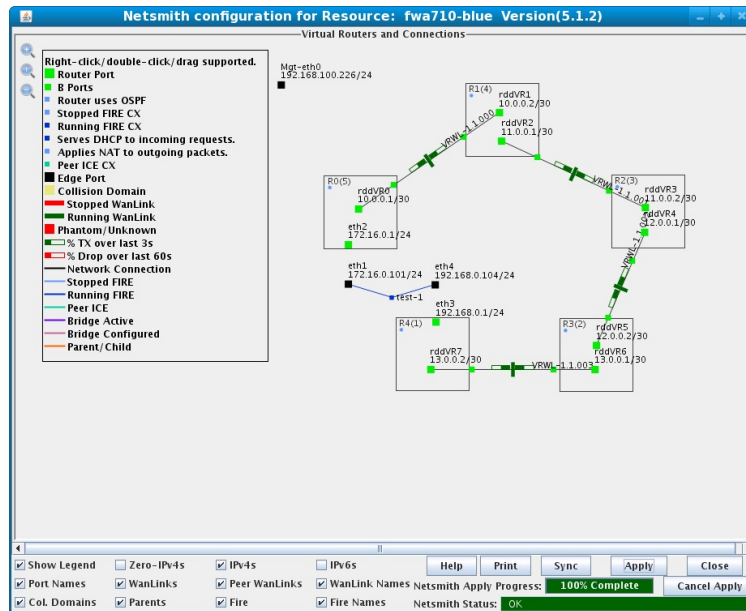 Netsmith configuration for Resource: fwa710-blue Version(5.1.2)
Virtual Routers and Connections
Right-click/double-click/drag supported.
Router Port
B Ports
Router uses OSPF
Stopped FIRE CX
Running FIRE CX
Serves DHCP to incoming requests.
Applies NAT to outgoing packets.
Peer ICE CX
Edge Port
Collision Domain
Stopped WanLink
Running WanLink
Phantom/Unknown
% TX over last 3s
% Drop over last 60s
Network Connection
Stopped FIRE
Running FIRE
Peer ICE
Bridge Active
Bridge Configured
Parent/Child
Mgt-eth0
192.168.100.226/24
R1(4)
rddVR1
10.0.0.2/30
rddVR2
11.0.0.1/30
VRWL-1.1.000
R0(5)
rddVR0
10.0.0.1/30
eth2
172.16.0.1/24
R2(3)
rddVR3
11.0.0.2/30
rddVR4
12.0.0.1/30
eth1
172.16.0.101/24
eth4
192.168.0.104/24
test-1
eth3
192.168.0.1/24
R4(1)
rddVR7
13.0.0.2/30
R3(2)
rddVR5
12.0.0.2/30
rddVR6
13.0.0.1/30
VRWL-1.1.003
Show Legend Zero-IPv4s IPv4s IPv6s Help Print Sync Apply Close
Port Names WanLinks Peer WanLinks WanLink Names Netsmith Apply Progress: 100% Complete Cancel Apply
Col. Domains Parents Fire Fire Names Netsmith Status: OK